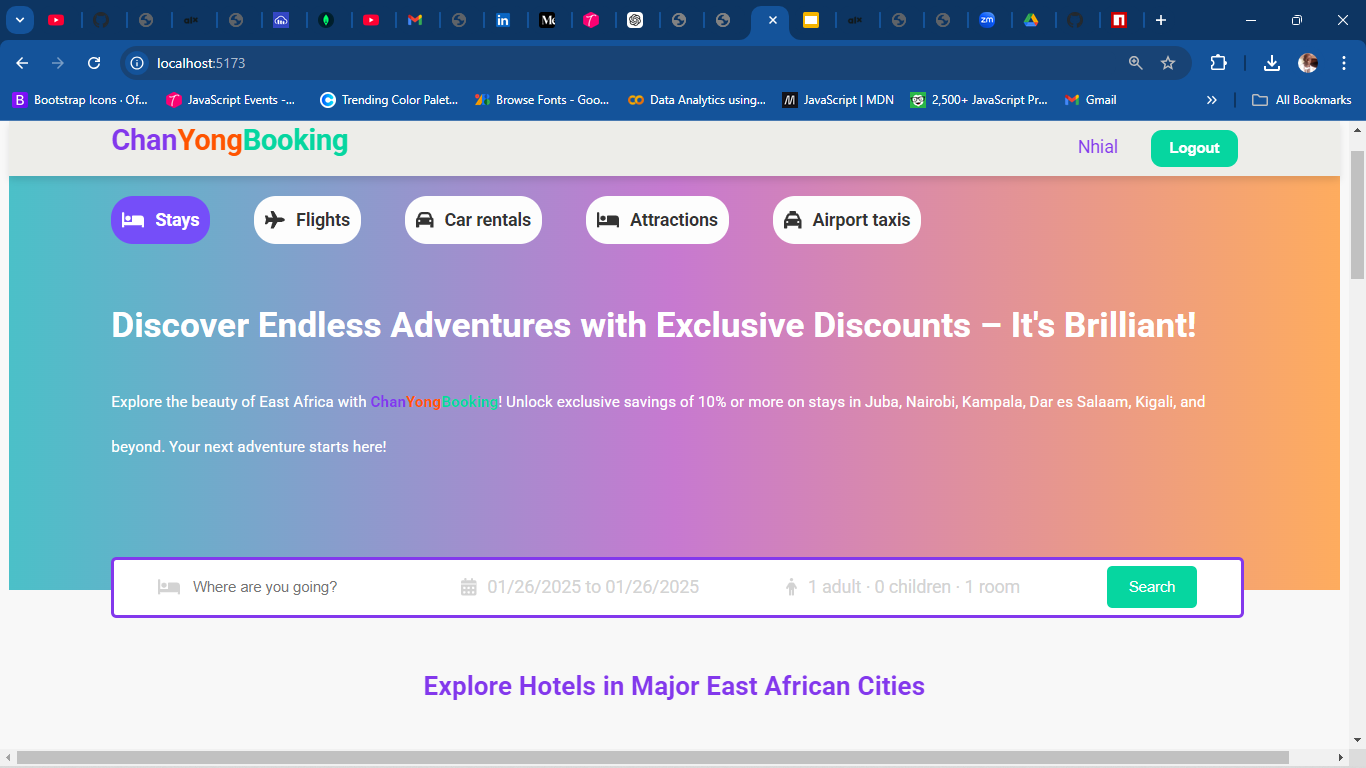 localhost:5173
Bootstrap Icons · Of...
JavaScript Events -...
Trending Color Palet...
Browse Fonts - Goo...
Data Analytics using...
JavaScript | MDN
2,500+ JavaScript Pr...
Gmail
All Bookmarks
ChanYongBooking
Nhial
Logout
Stays
Flights
Car rentals
Attractions
Airport taxis
Discover Endless Adventures with Exclusive Discounts – It's Brilliant!
Explore the beauty of East Africa with ChanYongBooking! Unlock exclusive savings of 10% or more on stays in Juba, Nairobi, Kampala, Dar es Salaam, Kigali, and
beyond. Your next adventure starts here!
Where are you going?
01/26/2025 to 01/26/2025
1 adult · 0 children · 1 room
Search
Explore Hotels in Major East African Cities